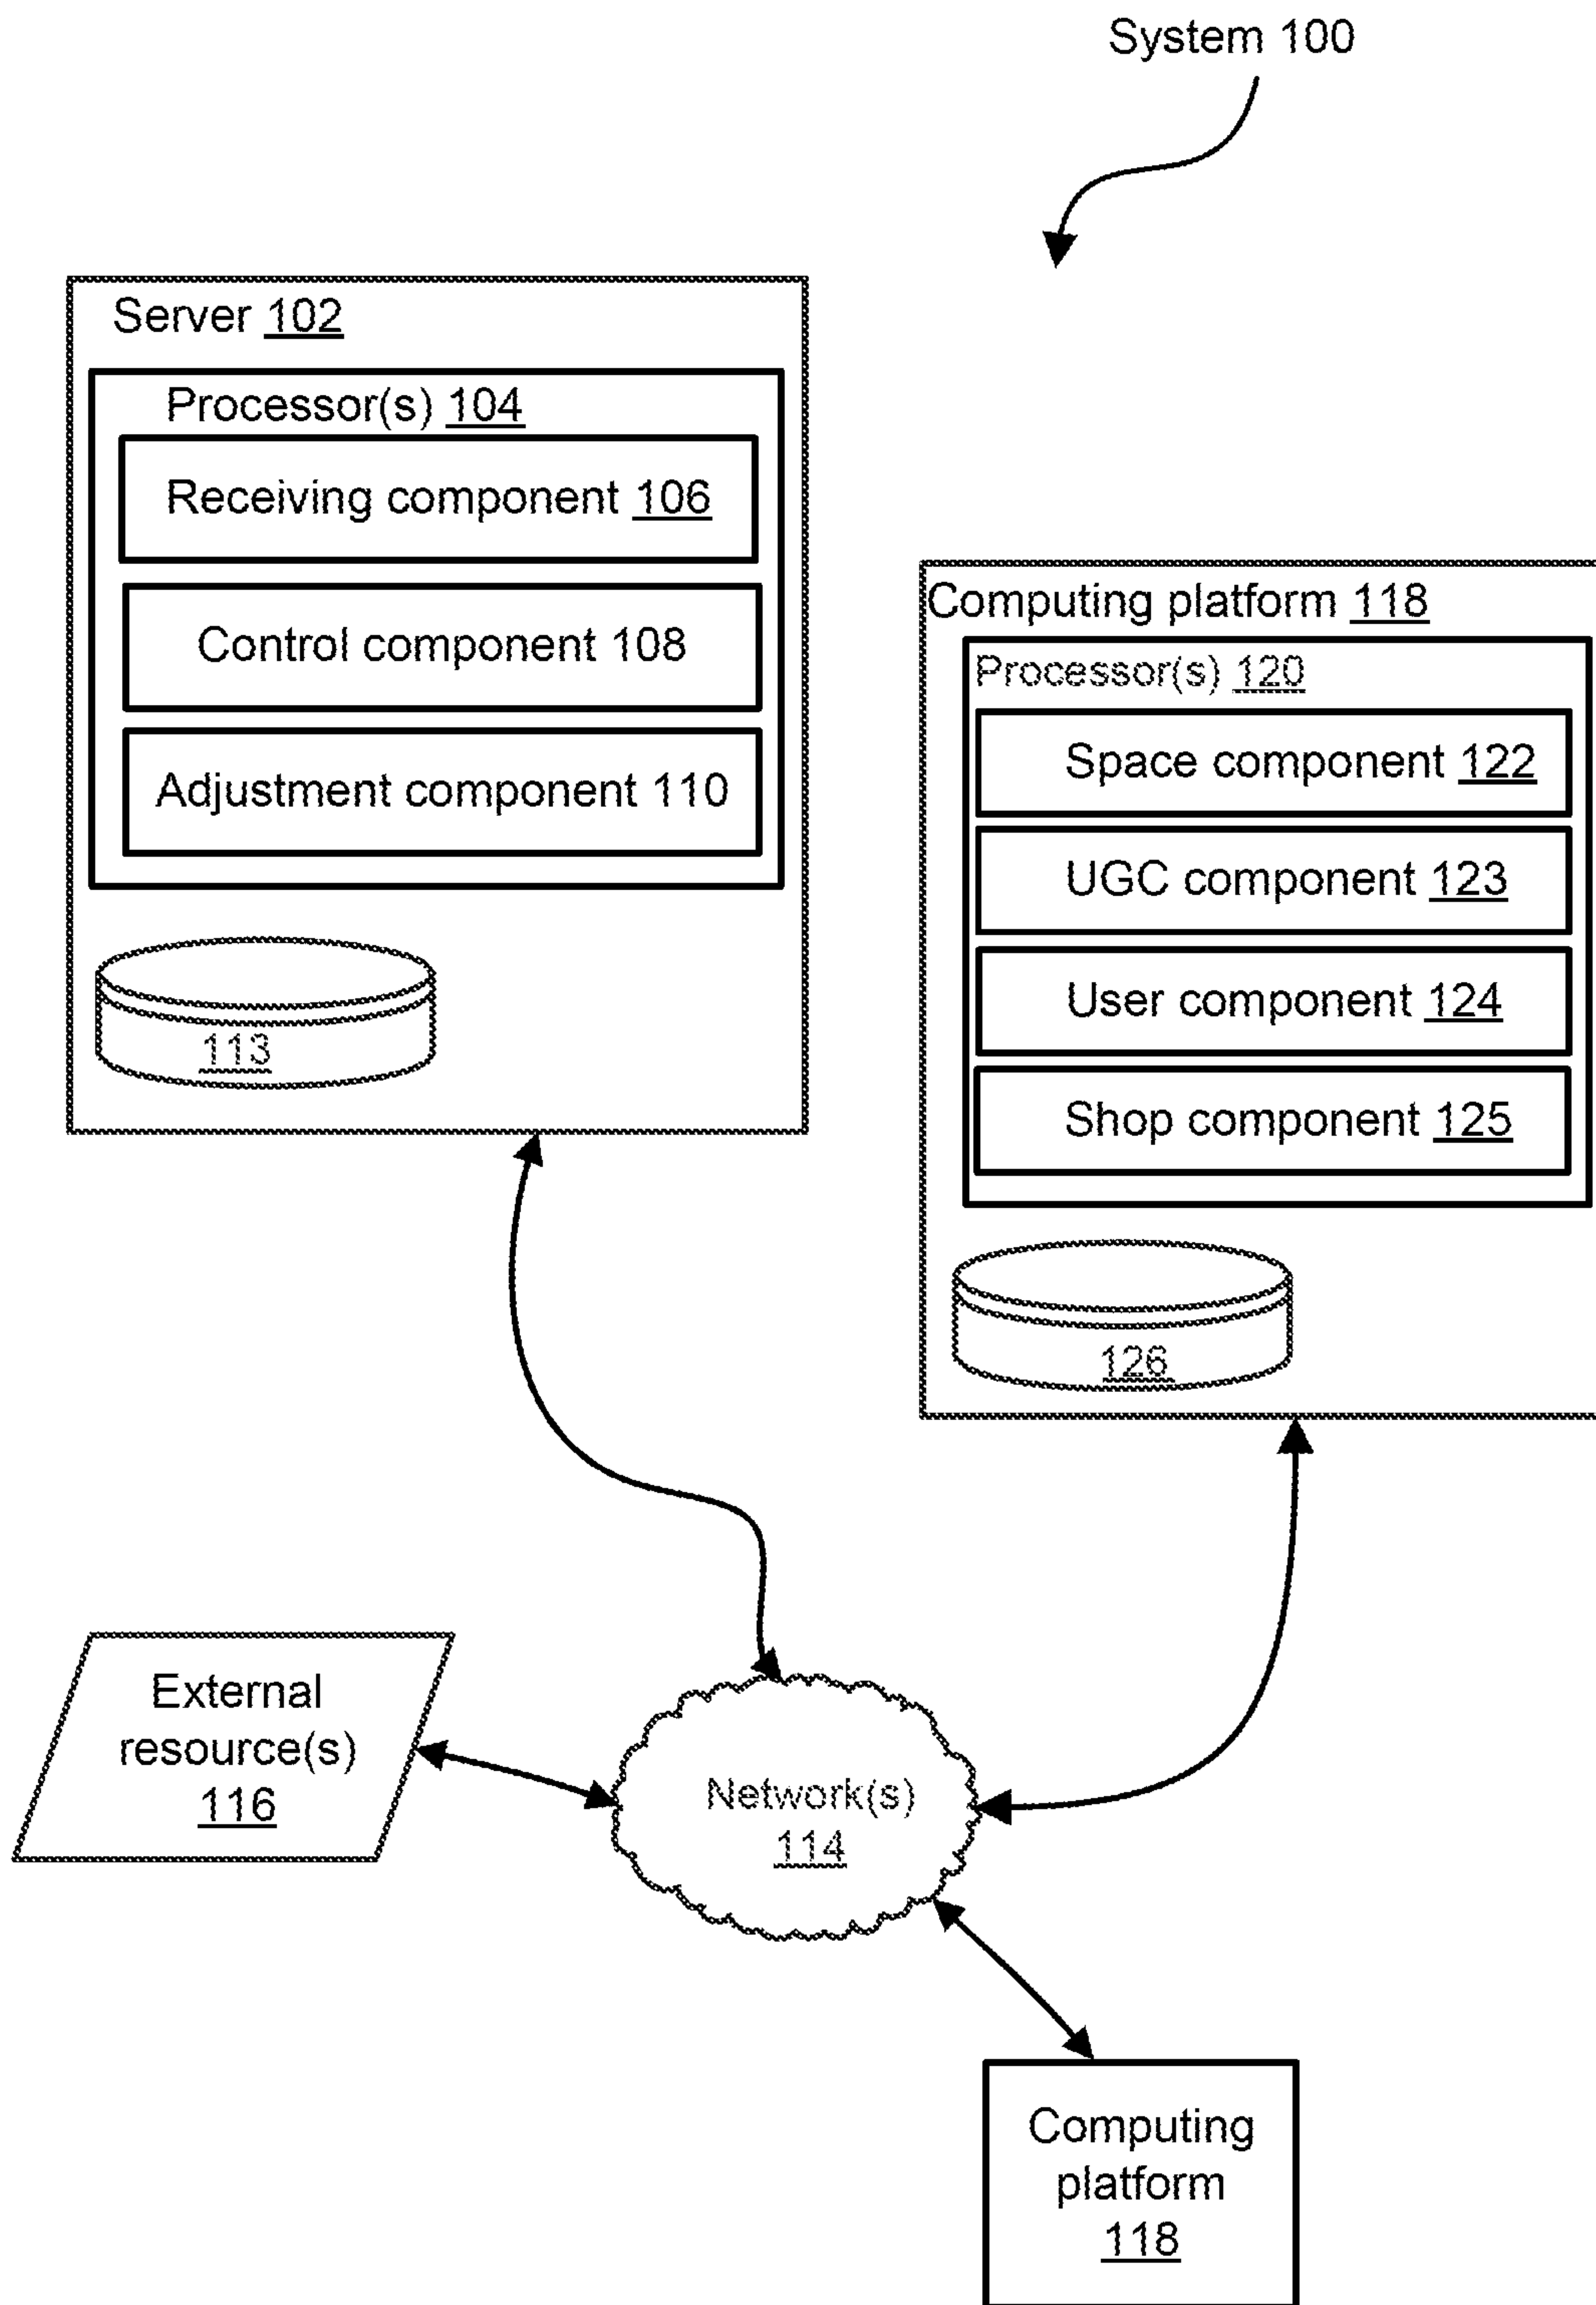 System 100
Server 102
Processor(s) 104
Receiving component 106
Control component 108
Adjustment component 110
113
Computing platform 118
Processor(s) 120
Space component 122
UGC component 123
User component 124
Shop component 125
126
External
resource(s)
116
Network(s)
114
Computing
platform
118